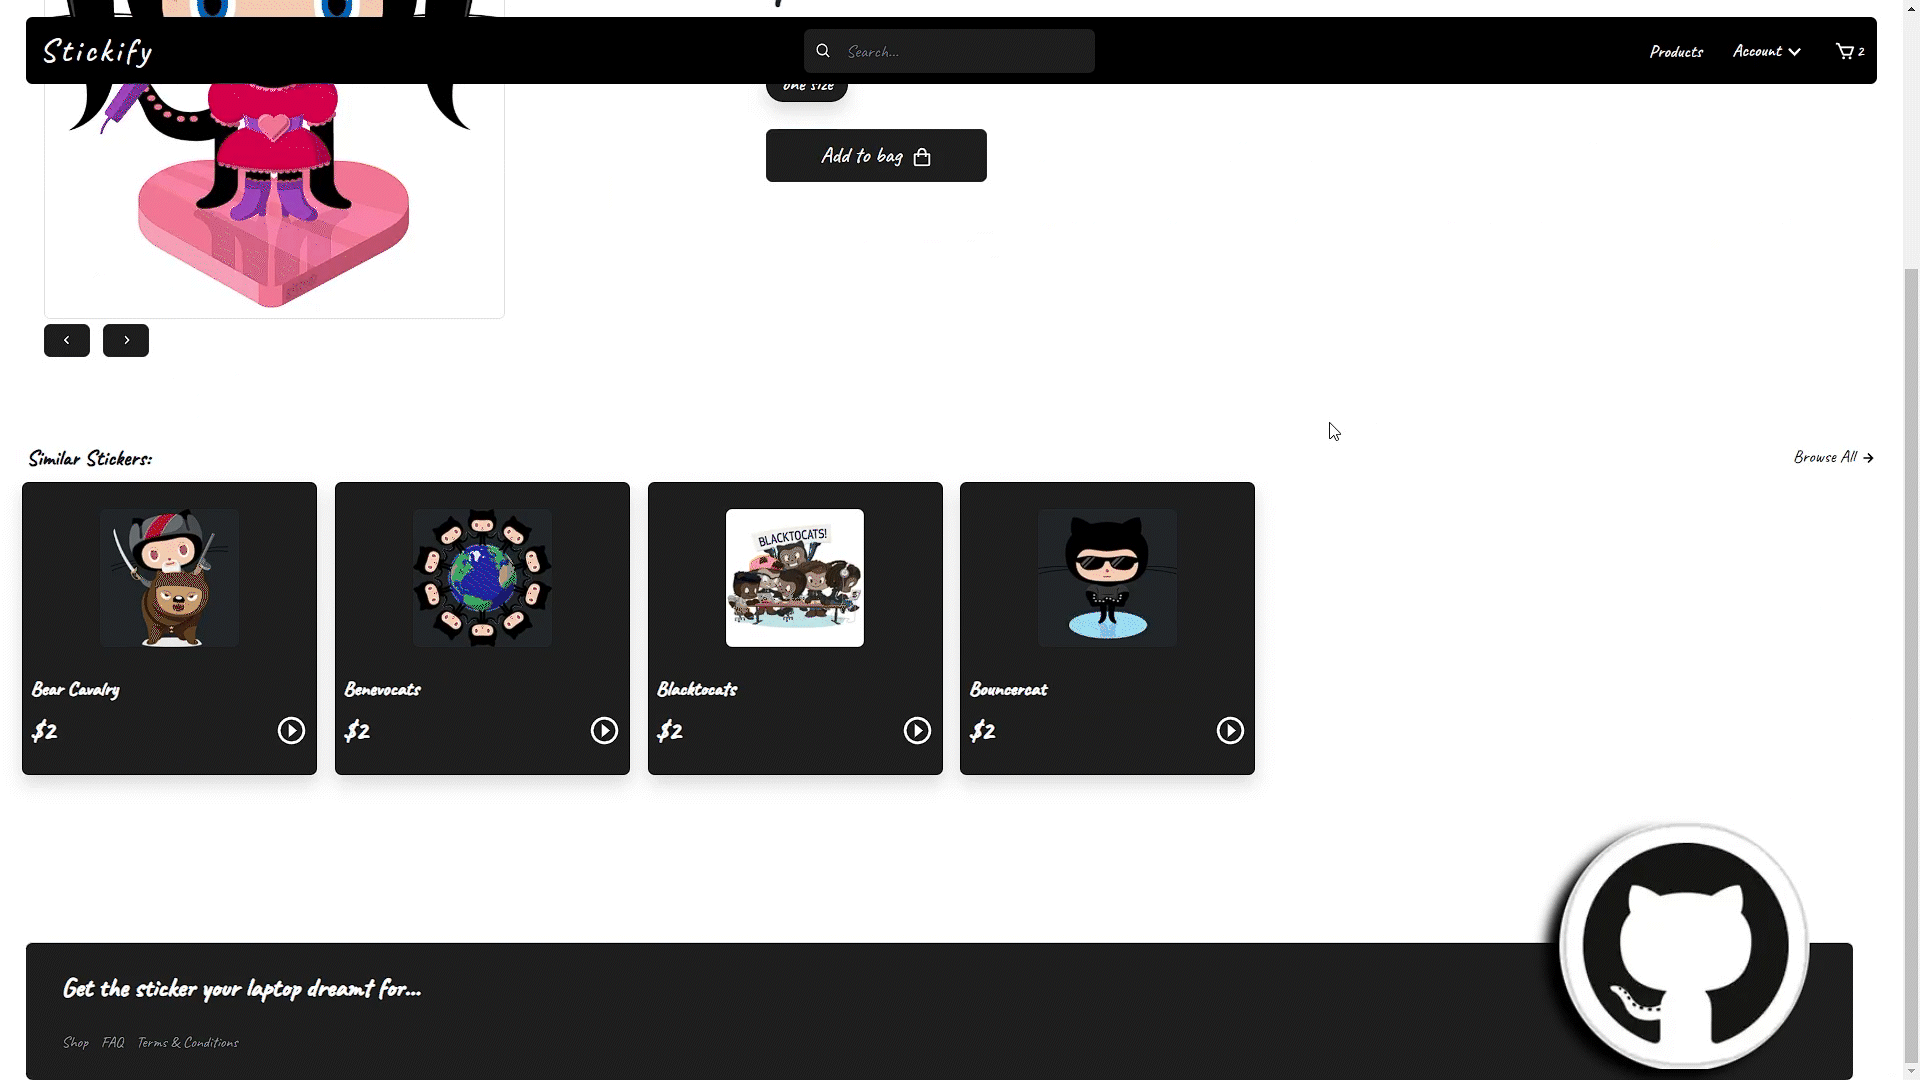 Stickify
Search...
Products
Account
2
one size
Add to bag
Similar Stickers:
Browse All
BLACKTOCATS!
Bear Cavalry
Benevocats
Blacktocats
Bouncercat
$2
$2
$2
$2
Get the sticker your laptop dreamt for...
Shop FAQ Terms & Conditions